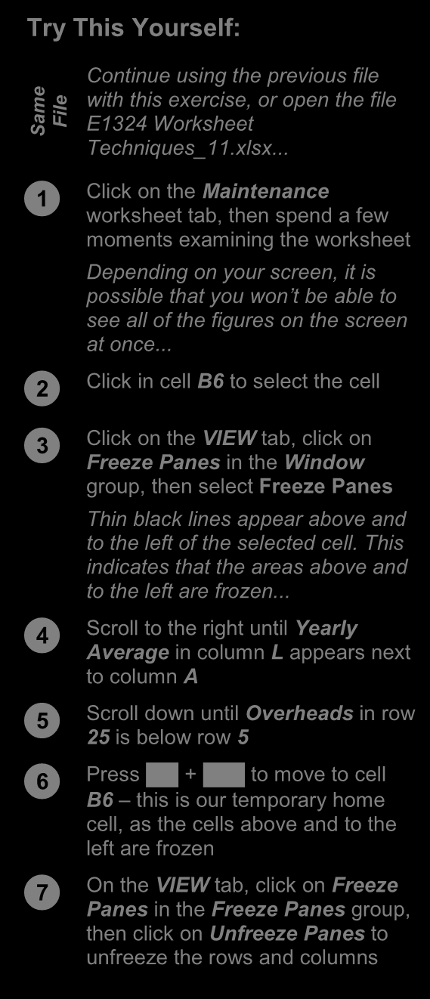 Try This Yourself:
Same
File
Continue using the previous file
with this exercise, or open the file
E1324 Worksheet
Techniques_11.xlsx...
1
Click on the Maintenance
worksheet tab, then spend a few
moments examining the worksheet
Depending on your screen, it is
possible that you won’t be able to
see all of the figures on the screen
at once...
2
Click in cell B6 to select the cell
3
Click on the VIEW tab, click on
Freeze Panes in the Window
group, then select Freeze Panes
Thin black lines appear above and
to the left of the selected cell. This
indicates that the areas above and
to the left are frozen...
4
Scroll to the right until Yearly
Average in column L appears next
to column A
5
Scroll down until Overheads in row
25 is below row 5
6
Press + to move to cell
B6 – this is our temporary home
cell, as the cells above and to the
left are frozen
7
On the VIEW tab, click on Freeze
Panes in the Freeze Panes group,
then click on Unfreeze Panes to
unfreeze the rows and columns